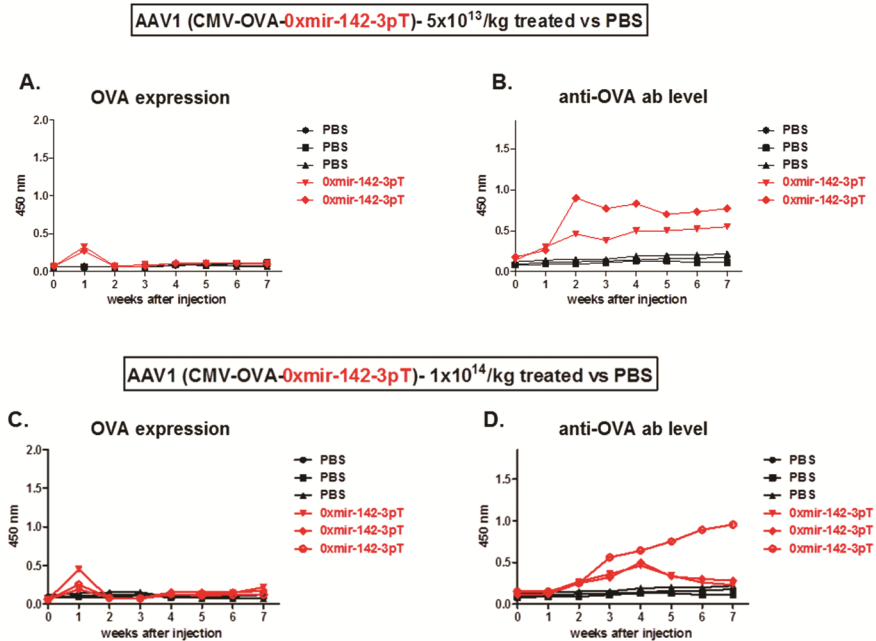 AAV1 (CMV-OVA-0xmir-142-3pT)- 5x10¹³/kg treated vs PBS
A.
OVA expression
450 nm
2.0
1.5
1.0
0.5
0.0
0 1 2 3 4 5 6 7
weeks after injection
PBS
PBS
PBS
0xmir-142-3pT
0xmir-142-3pT
B.
anti-OVA ab level
450 nm
1.5
1.0
0.5
0.0
0 1 2 3 4 5 6 7
weeks after injection
PBS
PBS
PBS
0xmir-142-3pT
0xmir-142-3pT
AAV1 (CMV-OVA-0xmir-142-3pT)- 1x10¹⁴/kg treated vs PBS
C.
OVA expression
450 nm
2.0
1.5
1.0
0.5
0.0
0 1 2 3 4 5 6 7
weeks after injection
PBS
PBS
PBS
0xmir-142-3pT
0xmir-142-3pT
0xmir-142-3pT
D.
anti-OVA ab level
450 nm
1.5
1.0
0.5
0.0
0 1 2 3 4 5 6 7
weeks after injection
PBS
PBS
PBS
0xmir-142-3pT
0xmir-142-3pT
0xmir-142-3pT